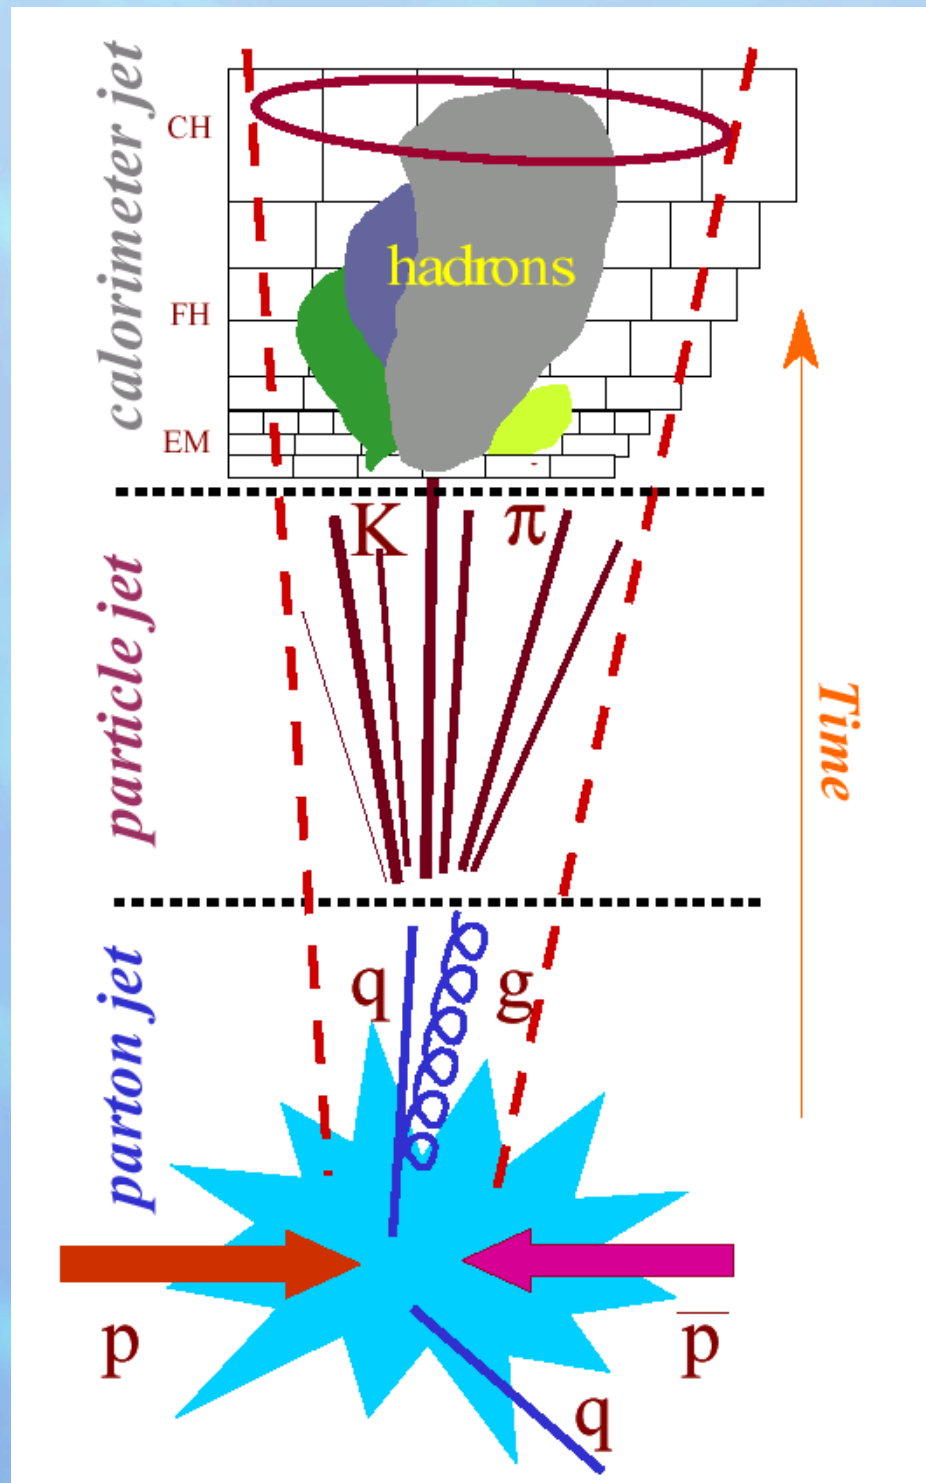 calorimeter jet
CH
hadrons
FH
EM
K
π
particle jet
Time
q
g
parton jet
p
p̅
q